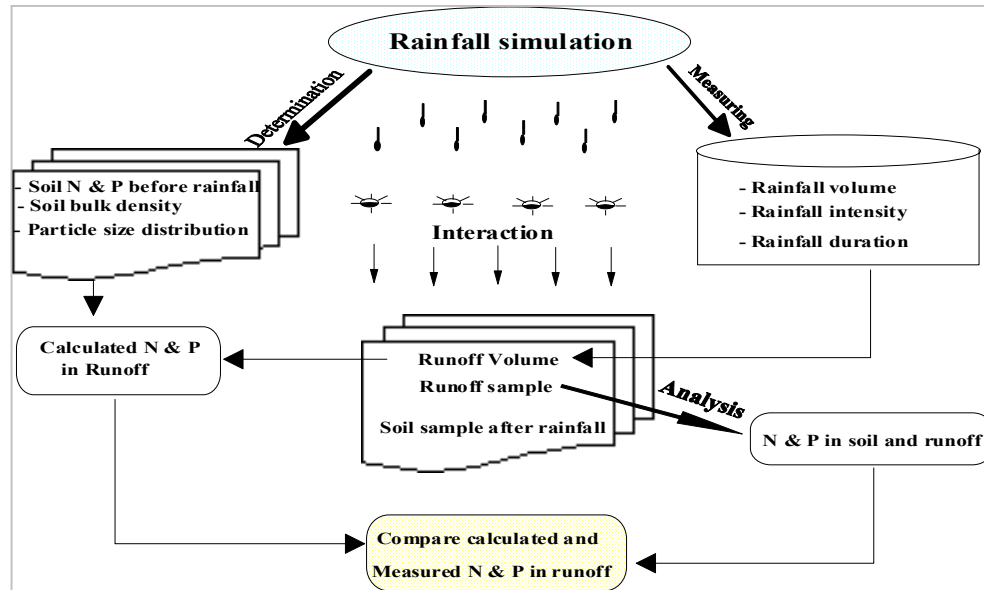 Rainfall simulation
Determination
Measuring
- Soil N & P before rainfall
- Soil bulk density
- Particle size distribution
- Rainfall volume
- Rainfall intensity
- Rainfall duration
Interaction
Calculated N & P
in Runoff
Runoff Volume
Runoff sample
Soil sample after rainfall
Analysis
N & P in soil and runoff
Compare calculated and
Measured N & P in runoff